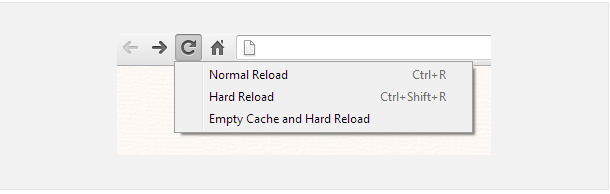 Normal Reload Ctrl+R
Hard Reload Ctrl+Shift+R
Empty Cache and Hard Reload